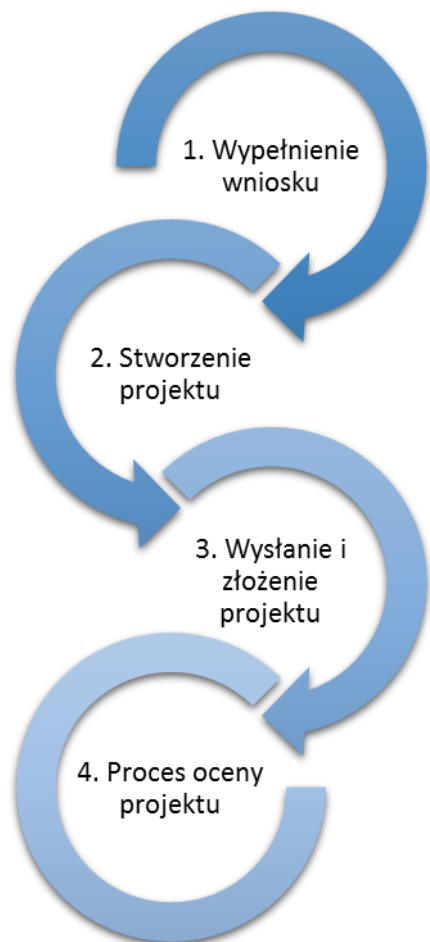 1. Wypełnienie
wniosku
2. Stworzenie
projektu
3. Wysłanie i
złożenie
projektu
4. Proces oceny
projektu